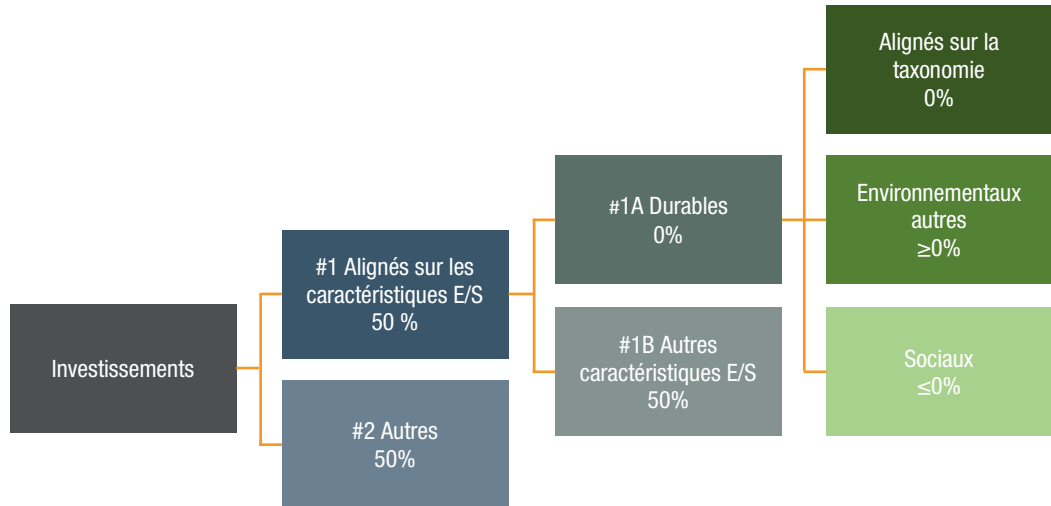 Investissements
#1 Alignés sur les
caractéristiques E/S
50 %
#2 Autres
50%
#1A Durables
0%
#1B Autres
caractéristiques E/S
50%
Alignés sur la
taxonomie
0%
Environnementaux
autres
≥0%
Sociaux
≤0%